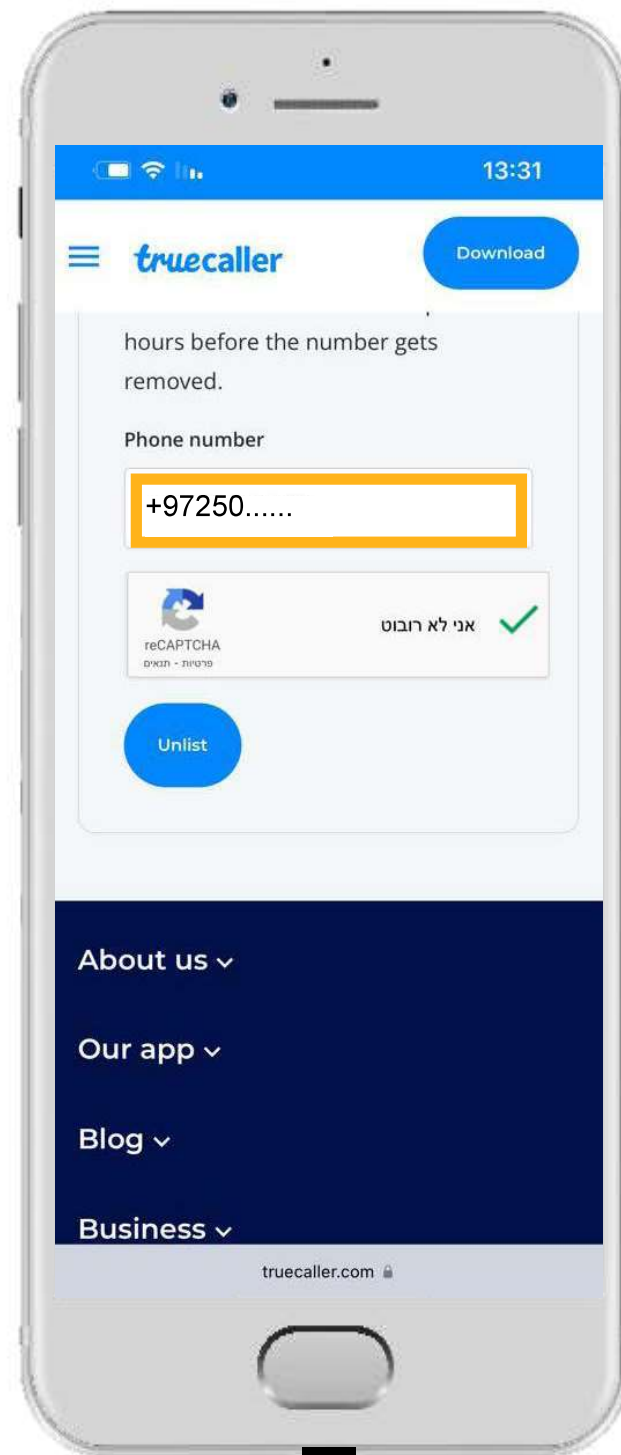 13:31
truecaller
Download
hours before the number gets
removed.
Phone number
+97250......
אני לא רובוט
reCAPTCHA
פרטיות - תנאים
Unlist
About us
Our app
Blog
Business
truecaller.com